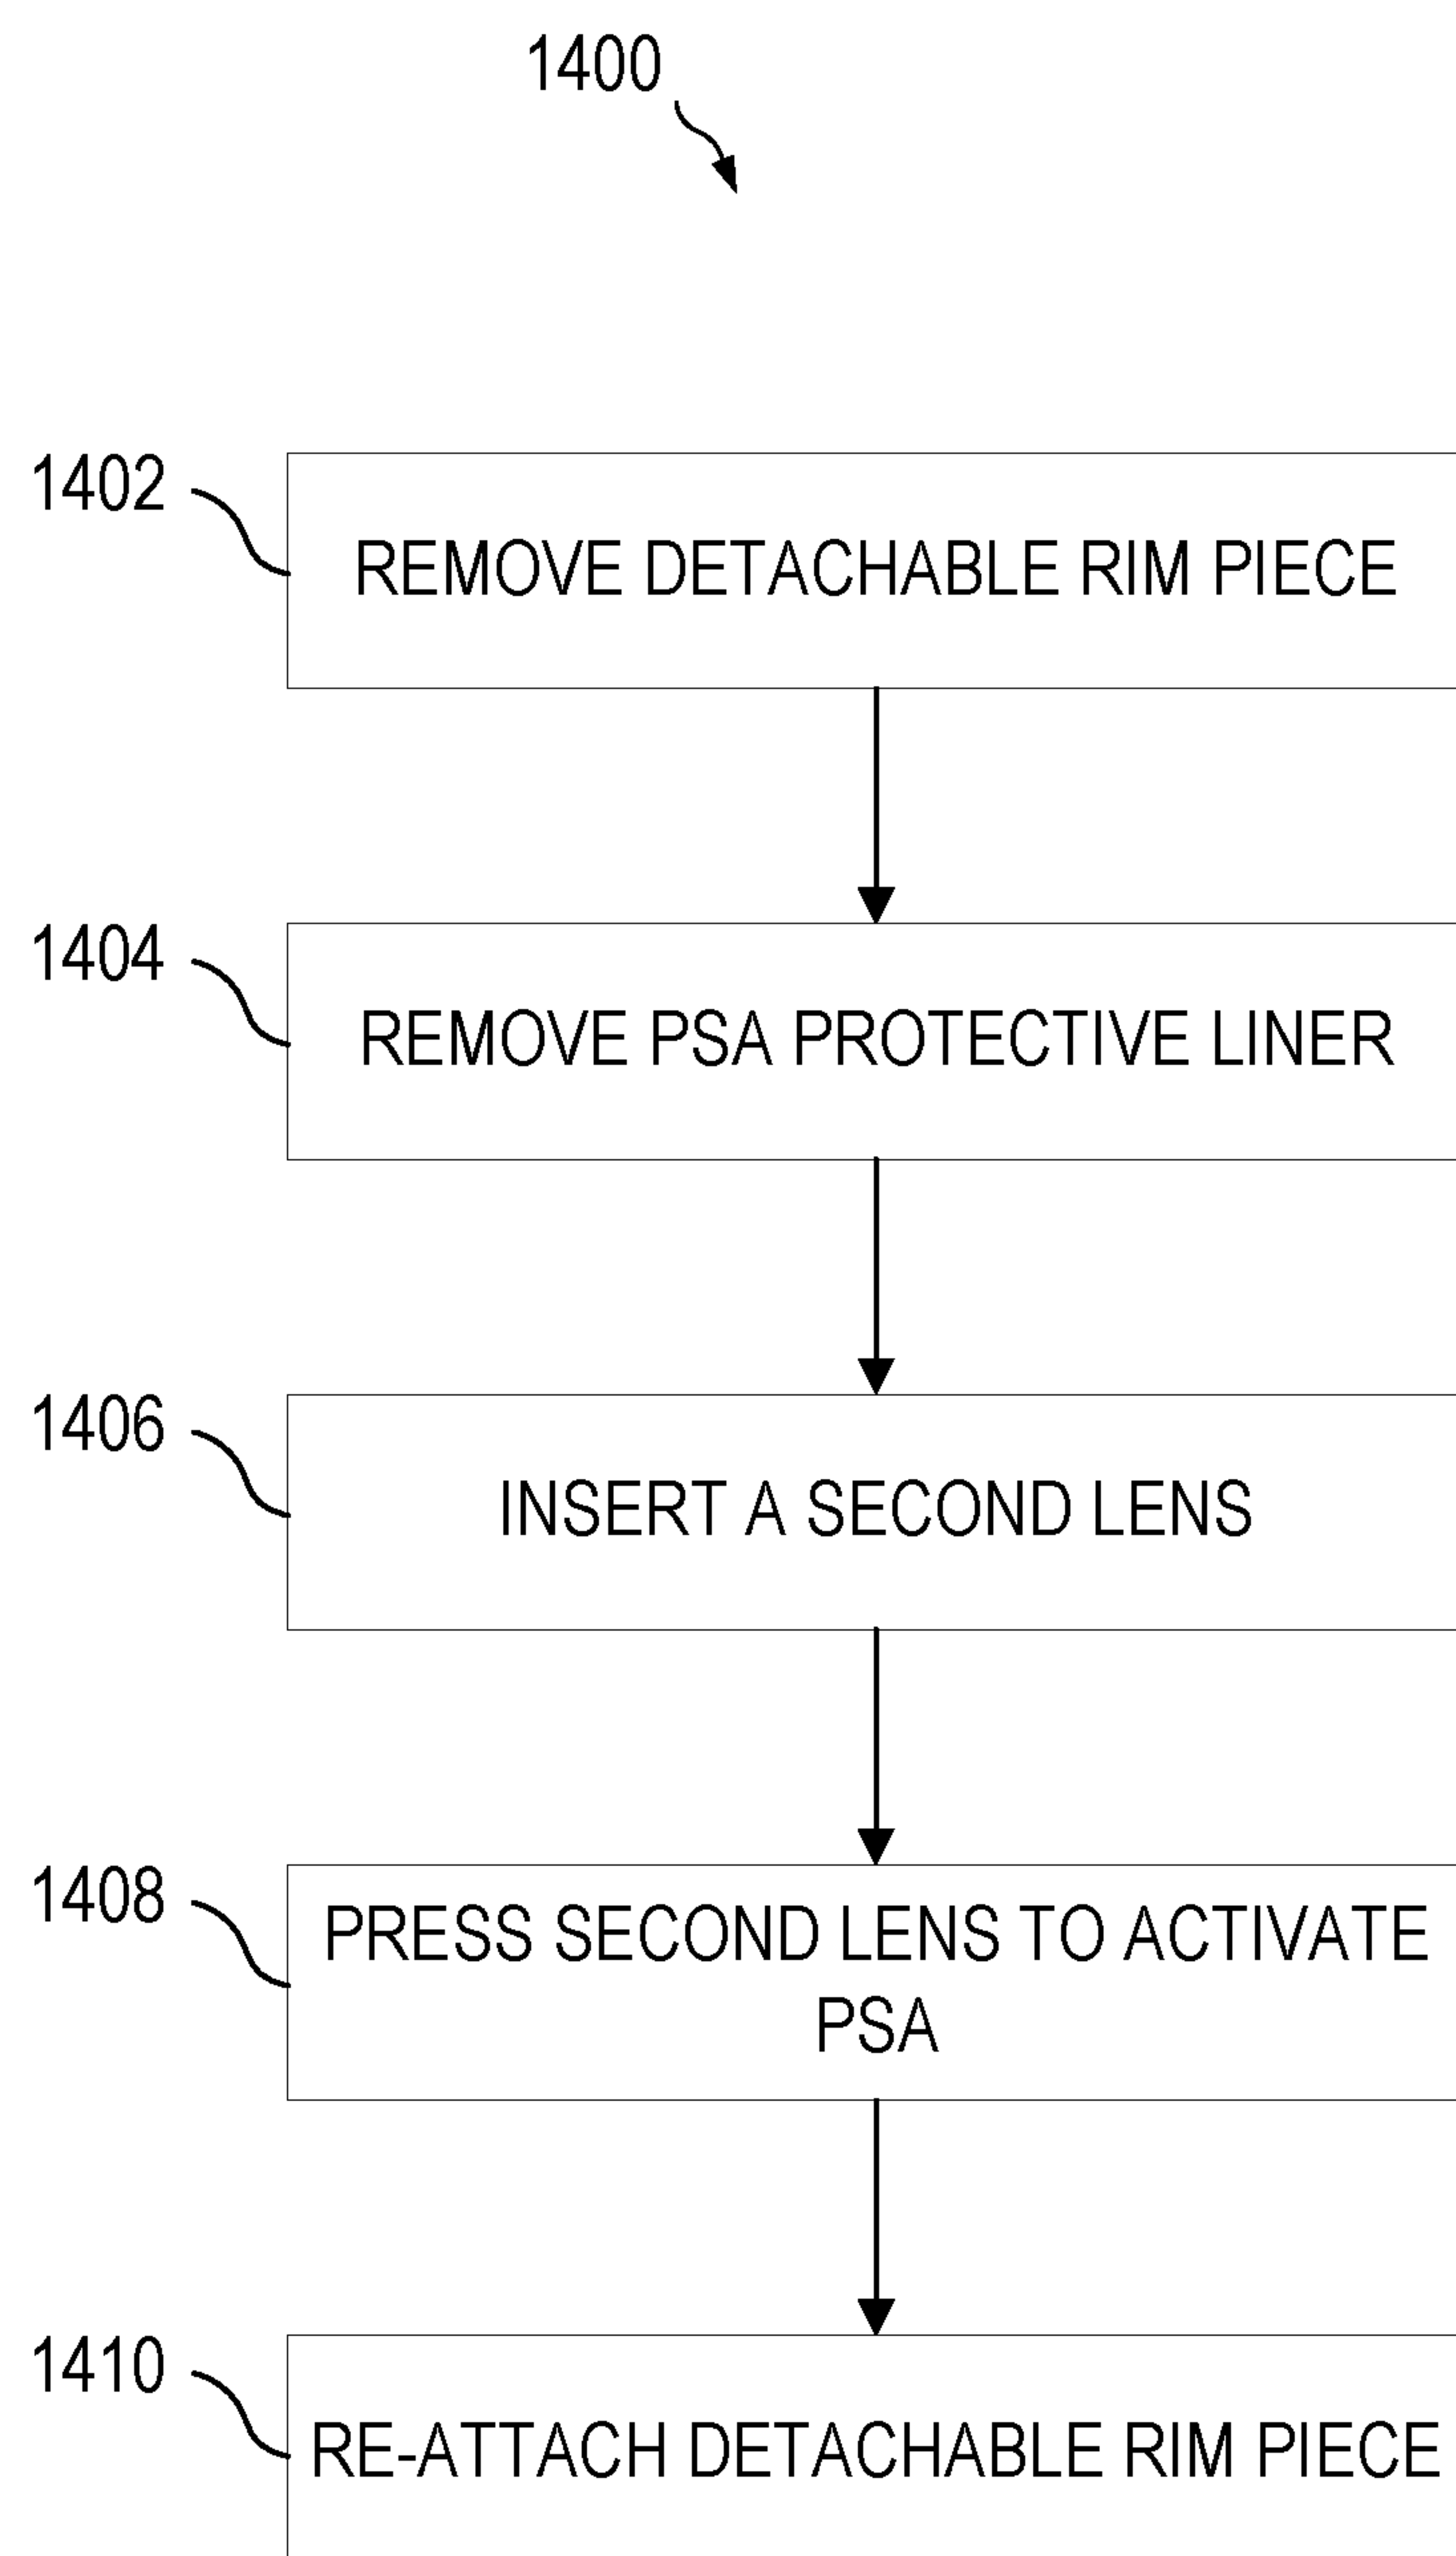 1400
1402
REMOVE DETACHABLE RIM PIECE
1404
REMOVE PSA PROTECTIVE LINER
1406
INSERT A SECOND LENS
1408
PRESS SECOND LENS TO ACTIVATE
PSA
1410
RE-ATTACH DETACHABLE RIM PIECE